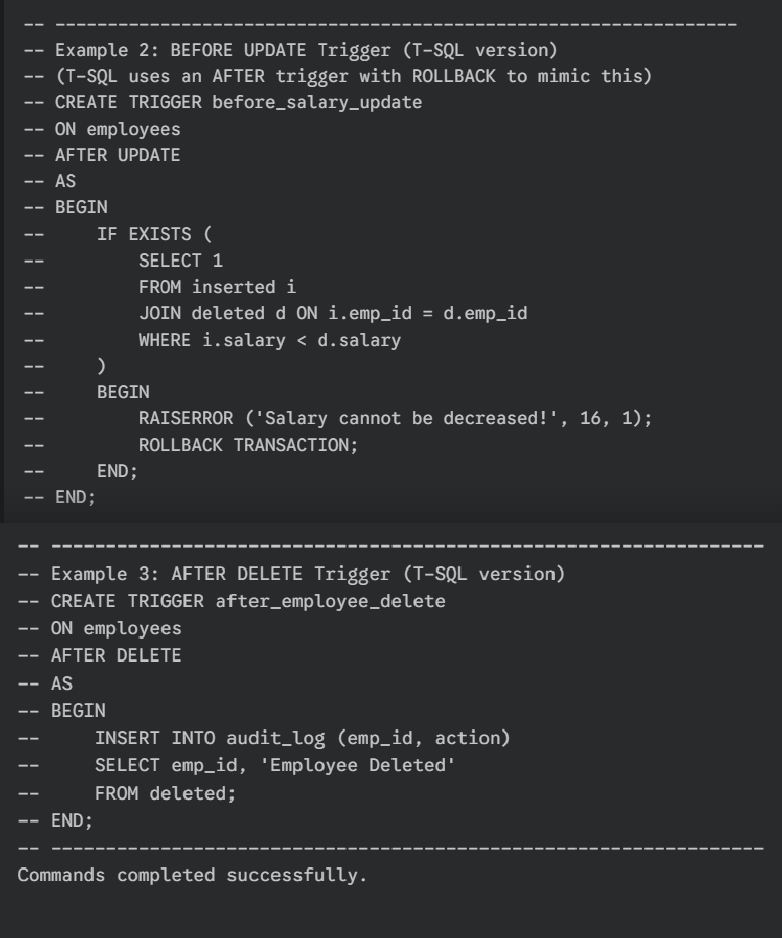 -- -----------------------------------------------------------------
-- Example 2: BEFORE UPDATE Trigger (T-SQL version)
-- (T-SQL uses an AFTER trigger with ROLLBACK to mimic this)
-- CREATE TRIGGER before_salary_update
-- ON employees
-- AFTER UPDATE
-- AS
-- BEGIN
--     IF EXISTS (
--         SELECT 1
--         FROM inserted i
--         JOIN deleted d ON i.emp_id = d.emp_id
--         WHERE i.salary < d.salary
--     )
--     BEGIN
--         RAISERROR ('Salary cannot be decreased!', 16, 1);
--         ROLLBACK TRANSACTION;
--     END;
-- END;
-- -----------------------------------------------------------------
-- Example 3: AFTER DELETE Trigger (T-SQL version)
-- CREATE TRIGGER after_employee_delete
-- ON employees
-- AFTER DELETE
-- AS
-- BEGIN
--     INSERT INTO audit_log (emp_id, action)
--     SELECT emp_id, 'Employee Deleted'
--     FROM deleted;
-- END;
-- -----------------------------------------------------------------
Commands completed successfully.